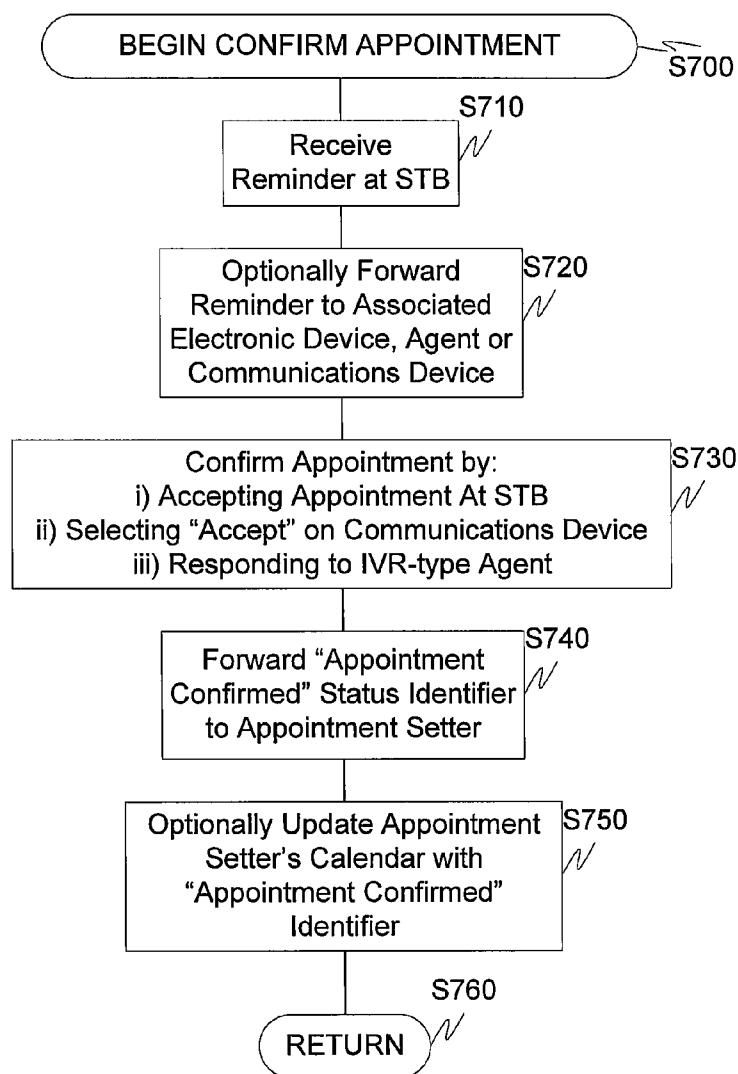 BEGIN CONFIRM APPOINTMENT
S700
S710
Receive
Reminder at STB
S720
Optionally Forward
Reminder to Associated
Electronic Device, Agent or
Communications Device
S730
Confirm Appointment by:
i) Accepting Appointment At STB
ii) Selecting “Accept” on Communications Device
iii) Responding to IVR-type Agent
S740
Forward “Appointment
Confirmed” Status Identifier
to Appointment Setter
S750
Optionally Update Appointment
Setter’s Calendar with
“Appointment Confirmed”
Identifier
S760
RETURN